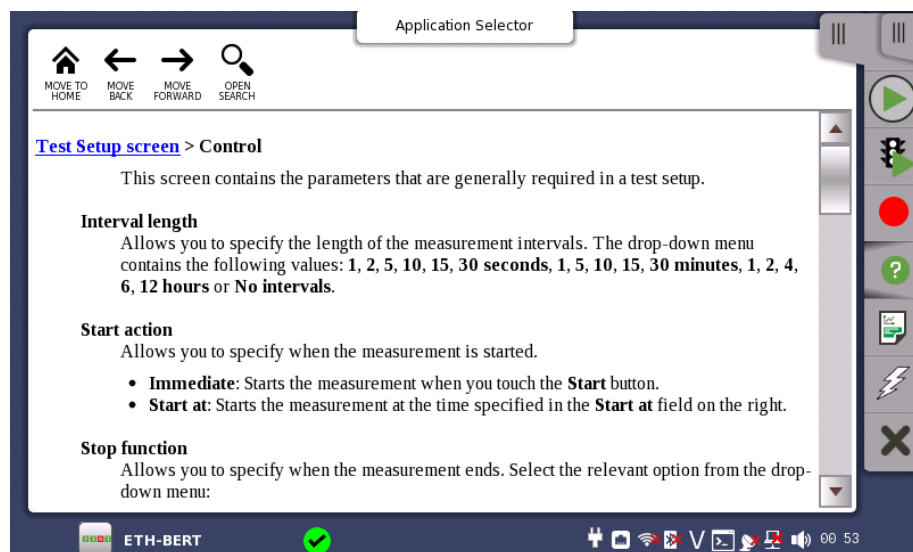 Application Selector
MOVE TO HOME
MOVE BACK
MOVE FORWARD
OPEN SEARCH
Test Setup screen > Control
This screen contains the parameters that are generally required in a test setup.
Interval length
Allows you to specify the length of the measurement intervals. The drop-down menu
contains the following values: 1, 2, 5, 10, 15, 30 seconds, 1, 5, 10, 15, 30 minutes, 1, 2, 4,
6, 12 hours or No intervals.
Start action
Allows you to specify when the measurement is started.
• Immediate: Starts the measurement when you touch the Start button.
• Start at: Starts the measurement at the time specified in the Start at field on the right.
Stop function
Allows you to specify when the measurement ends. Select the relevant option from the drop-
down menu:
ETH-BERT
00 53